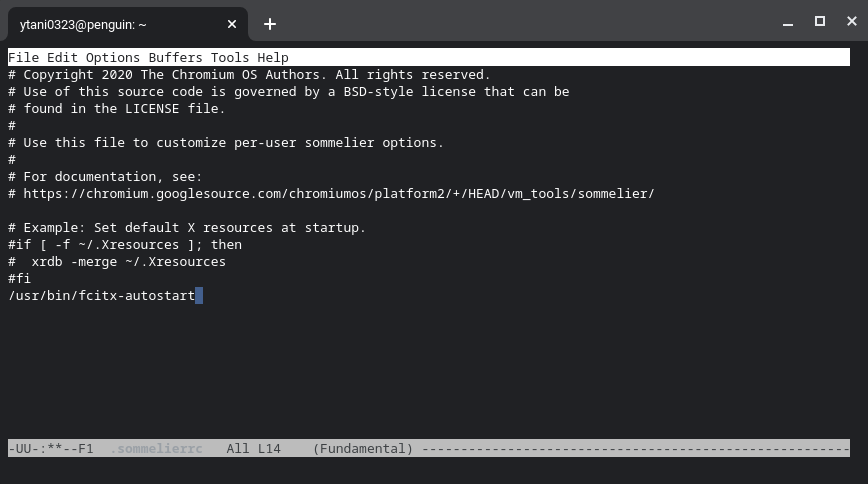 ytani0323@penguin: ~
File Edit Options Buffers Tools Help
# Copyright 2020 The Chromium OS Authors. All rights reserved.
# Use of this source code is governed by a BSD-style license that can be
# found in the LICENSE file.
#
# Use this file to customize per-user sommelier options.
#
# For documentation, see:
# https://chromium.googlesource.com/chromiumos/platform2/+/HEAD/vm_tools/sommelier/
# Example: Set default X resources at startup.
#if [ -f ~/.Xresources ]; then
#  xrdb -merge ~/.Xresources
#fi
/usr/bin/fcitx-autostart
-UU-:**--F1  .sommelierrc   All L14    (Fundamental) -------------------------------------------------------